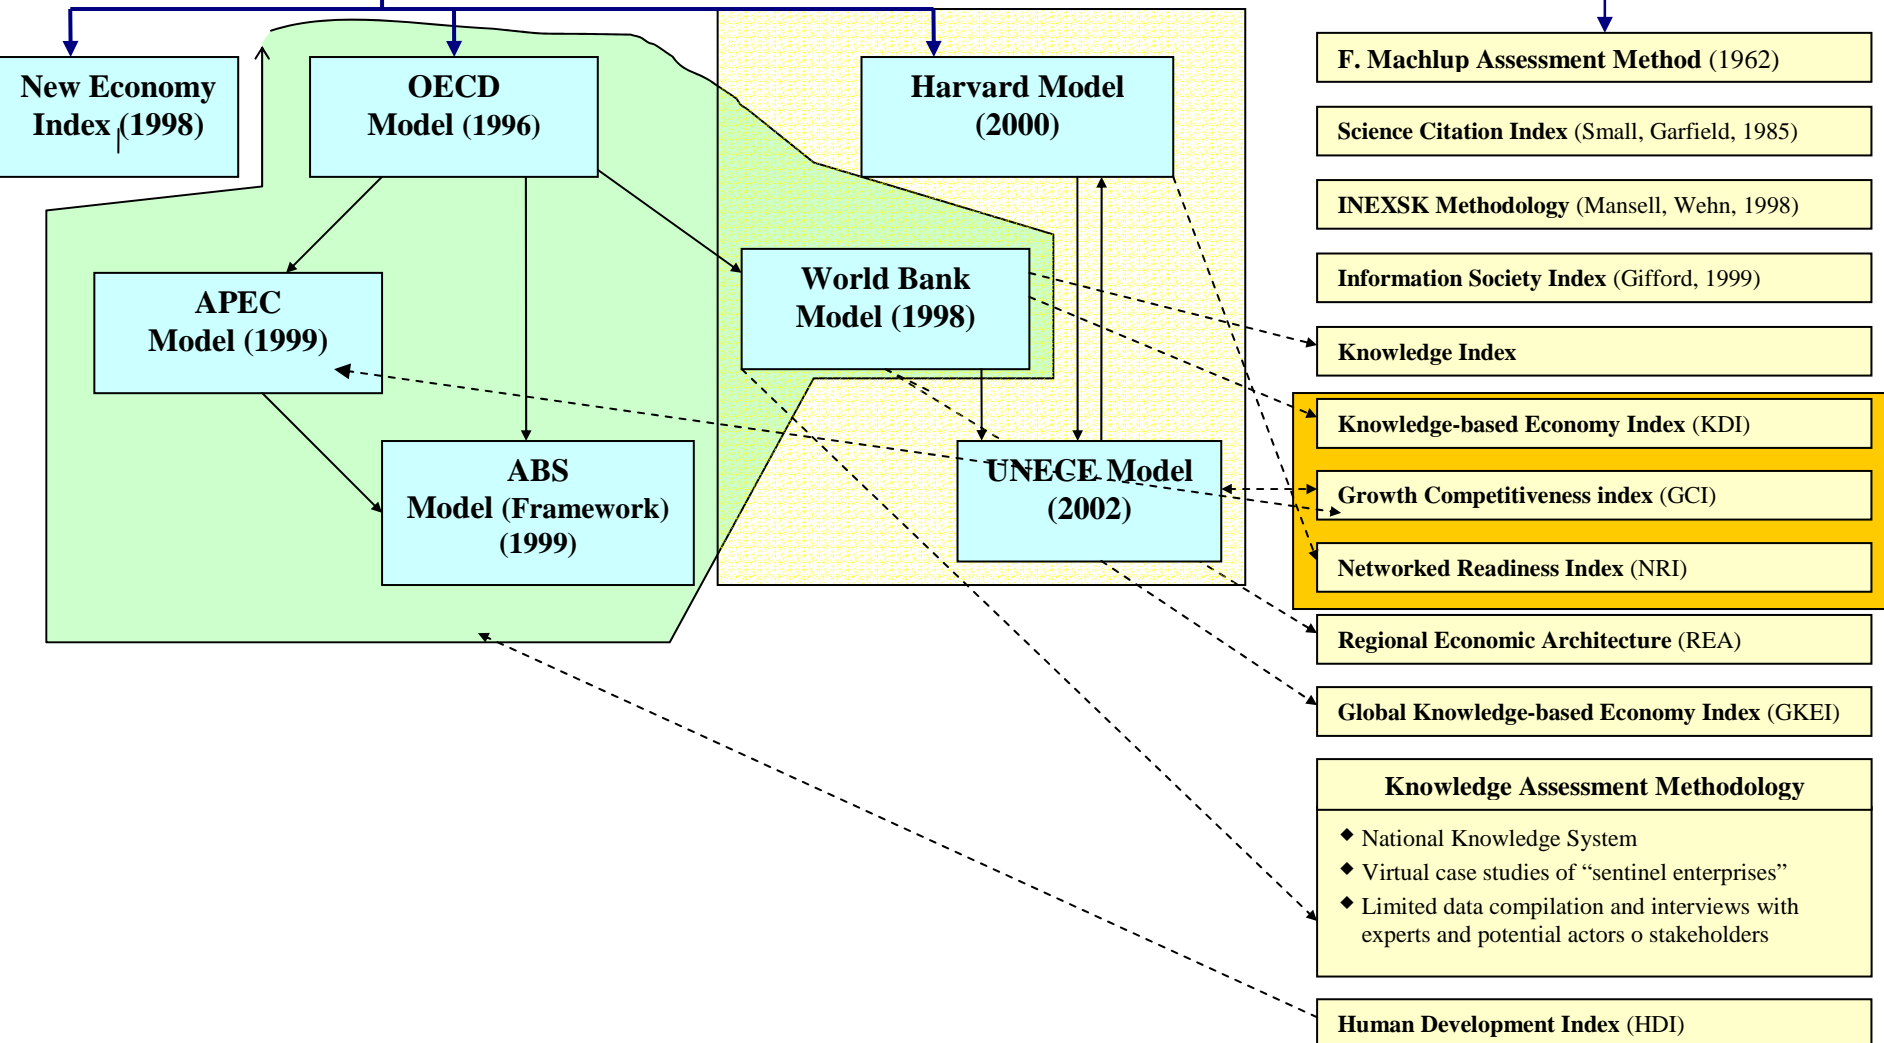 New Economy
Index (1998)
OECD
Model (1996)
Harvard Model
(2000)
APEC
Model (1999)
World Bank
Model (1998)
ABS
Model (Framework)
(1999)
UNECE Model
(2002)
F. Machlup Assessment Method (1962)
Science Citation Index (Small, Garfield, 1985)
INEXSK Methodology (Mansell, Wehn, 1998)
Information Society Index (Gifford, 1999)
Knowledge Index
Knowledge-based Economy Index (KDI)
Growth Competitiveness index (GCI)
Networked Readiness Index (NRI)
Regional Economic Architecture (REA)
Global Knowledge-based Economy Index (GKEI)
Knowledge Assessment Methodology
◆ National Knowledge System
◆ Virtual case studies of “sentinel enterprises”
◆ Limited data compilation and interviews with
experts and potential actors o stakeholders
Human Development Index (HDI)